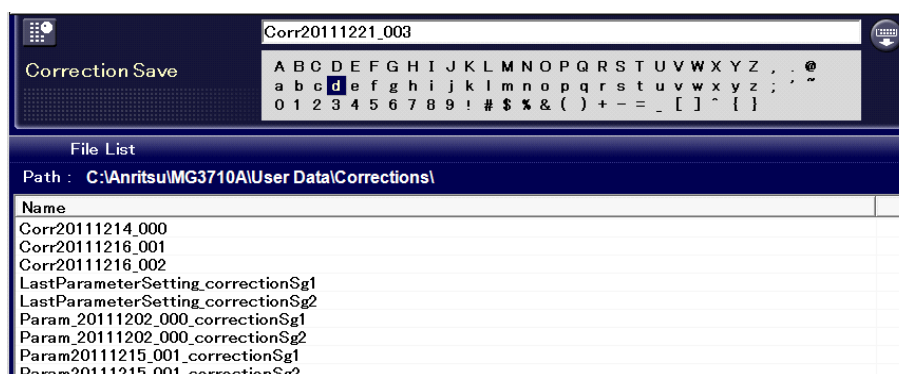 Corr20111221_003
Correction Save
A B C D E F G H I J K L M N O P Q R S T U V W X Y Z , . @
a b c d e f g h i j k l m n o p q r s t u v w x y z ; ´ ~
0 1 2 3 4 5 6 7 8 9 ! # $ % & ( ) + - = _ [ ] ^ { }
File List
Path : C:\Anritsu\MG3710A\User Data\Corrections\
Name
Corr20111214_000
Corr20111216_001
Corr20111216_002
LastParameterSetting_correctionSg1
LastParameterSetting_correctionSg2
Param_20111202_000_correctionSg1
Param_20111202_000_correctionSg2
Param20111215_001_correctionSg1
Param20111215_001_correctionSg2